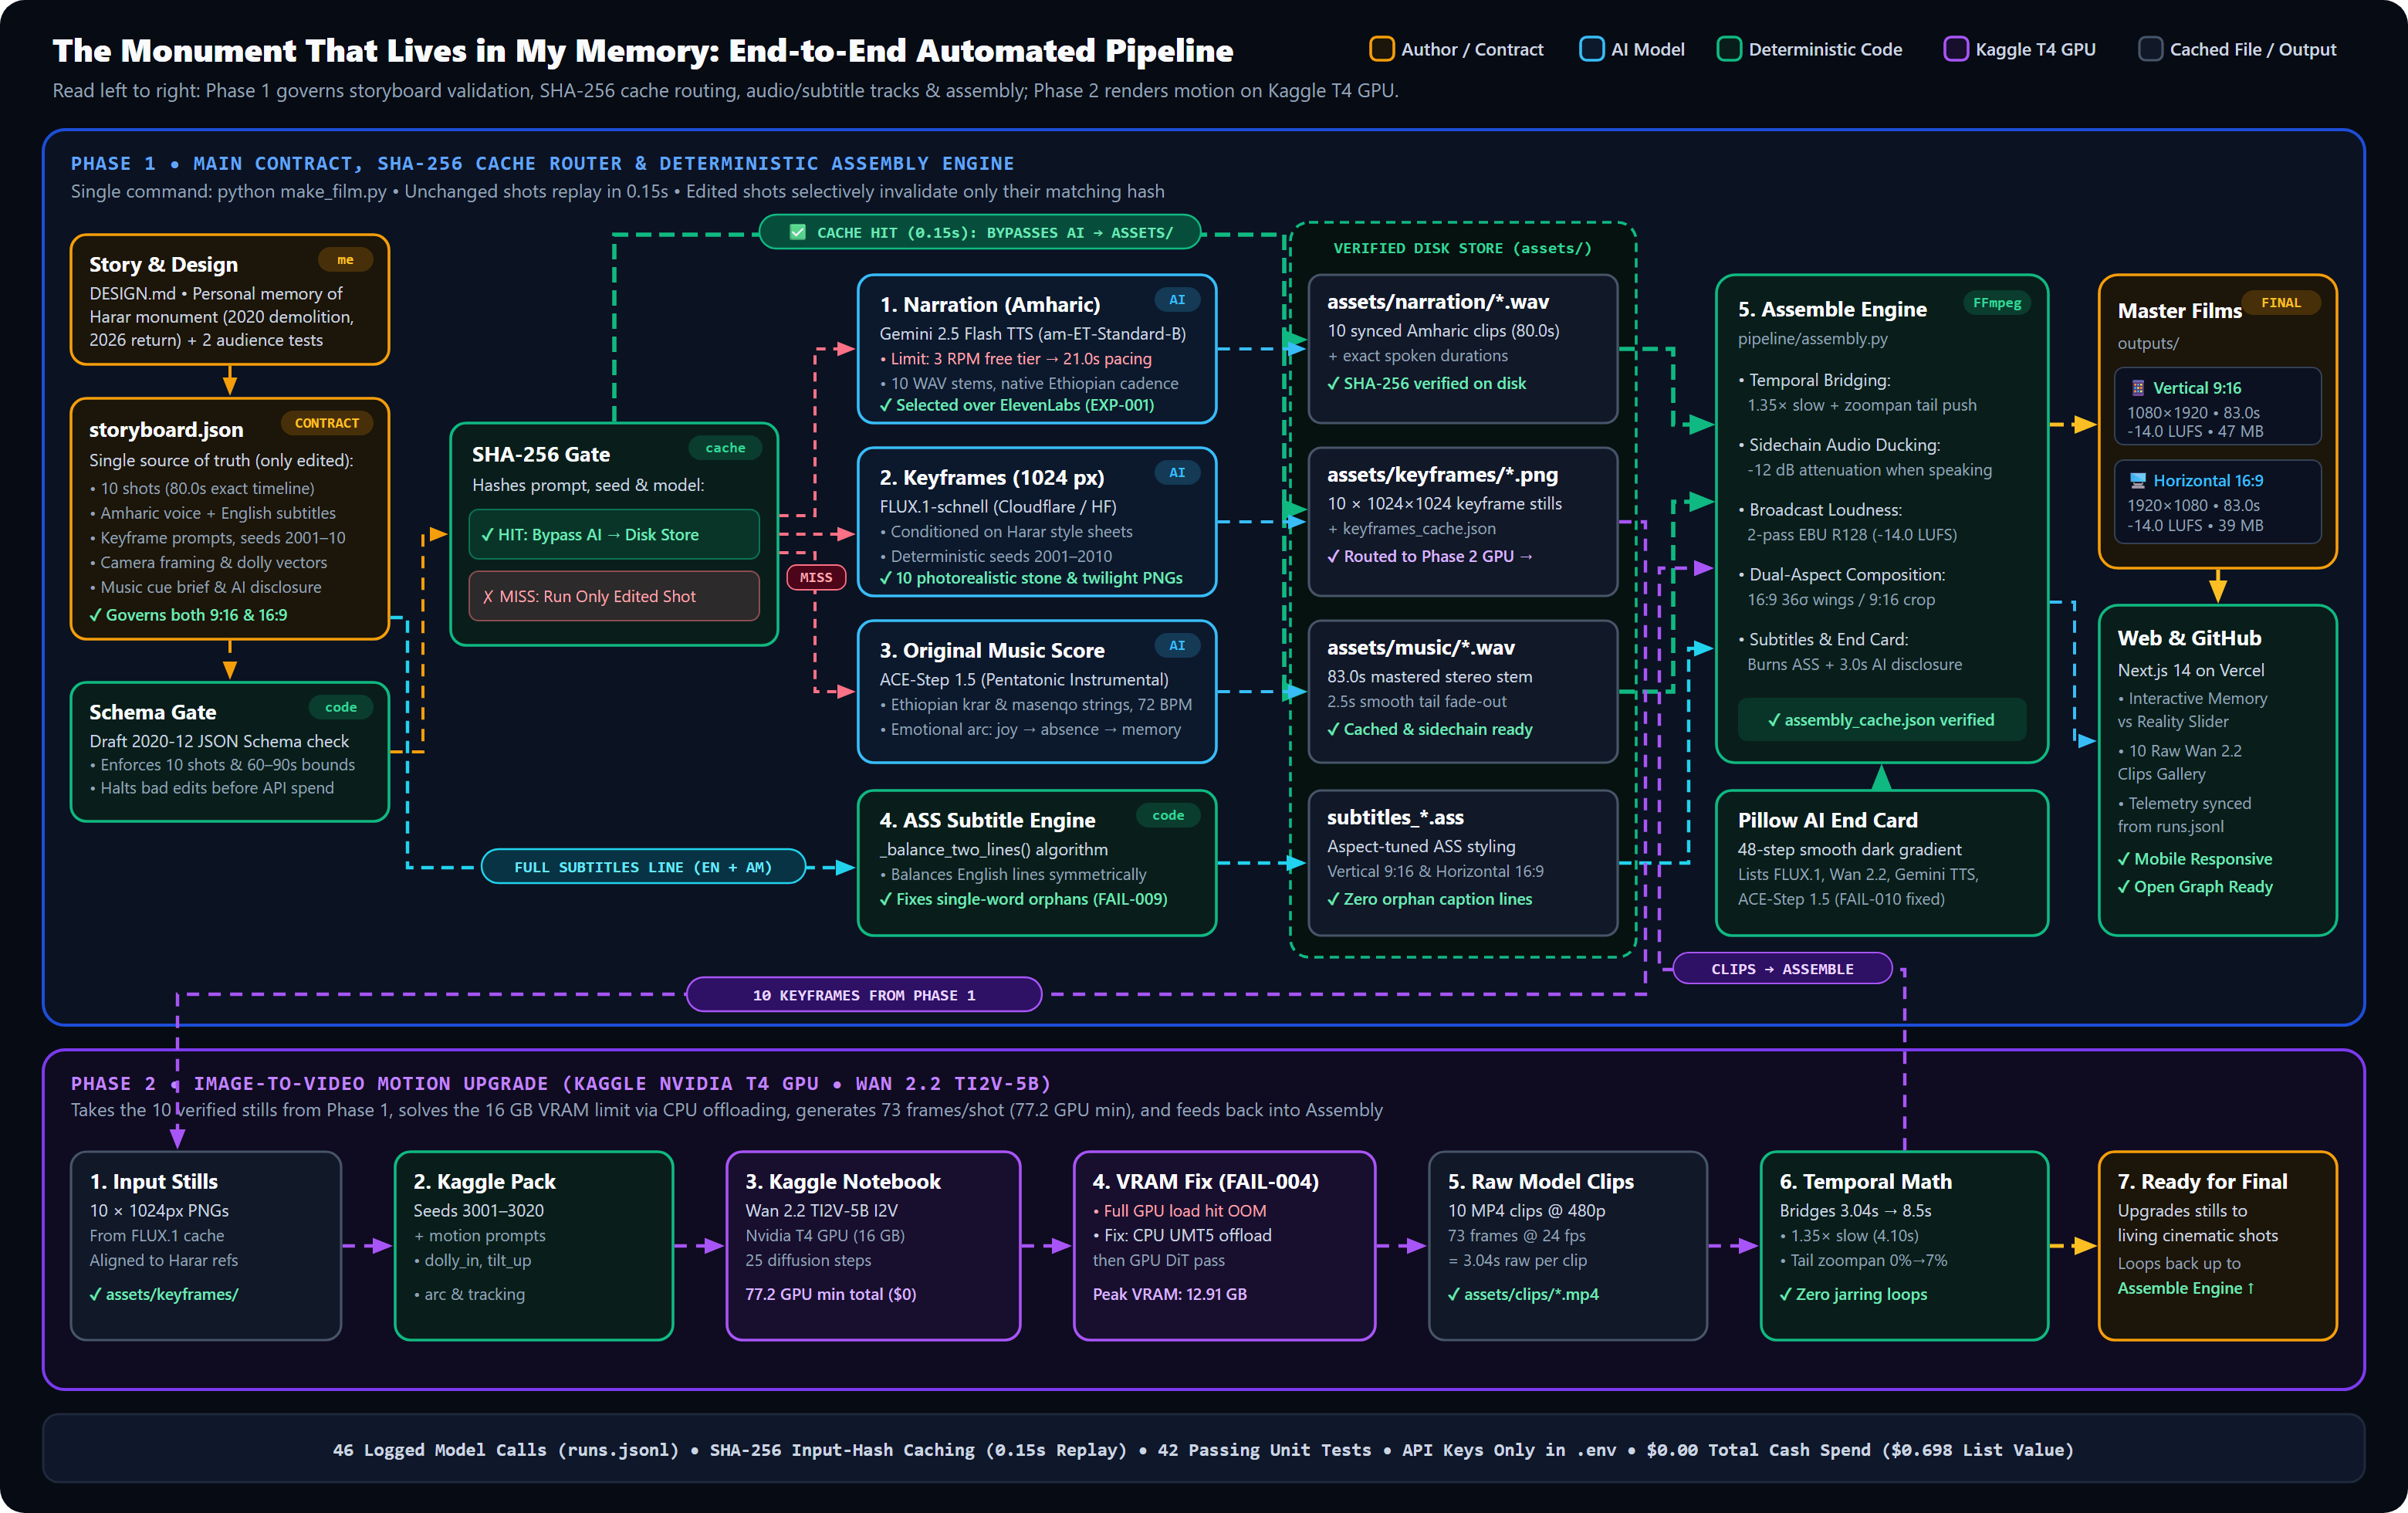 The Monument That Lives in My Memory: End-to-End Automated Pipeline
Author / Contract
AI Model
Deterministic Code
Kaggle T4 GPU
Cached File / Output
Read left to right: Phase 1 governs storyboard validation, SHA-256 cache routing, audio/subtitle tracks & assembly; Phase 2 renders motion on Kaggle T4 GPU.
PHASE 1 • MAIN CONTRACT, SHA-256 CACHE ROUTER & DETERMINISTIC ASSEMBLY ENGINE
Single command: python make_film.py • Unchanged shots replay in 0.15s • Edited shots selectively invalidate only their matching hash
Story & Design
me
DESIGN.md • Personal memory of
Harar monument (2020 demolition,
2026 return) + 2 audience tests
storyboard.json
CONTRACT
Single source of truth (only edited):
• 10 shots (80.0s exact timeline)
• Amharic voice + English subtitles
• Keyframe prompts, seeds 2001–10
• Camera framing & dolly vectors
• Music cue brief & AI disclosure
✓ Governs both 9:16 & 16:9
Schema Gate
code
Draft 2020-12 JSON Schema check
• Enforces 10 shots & 60–90s bounds
• Halts bad edits before API spend
SHA-256 Gate
cache
Hashes prompt, seed & model:
✓ HIT: Bypass AI → Disk Store
✗ MISS: Run Only Edited Shot
✅ CACHE HIT (0.15s): BYPASSES AI → ASSETS/
MISS
FULL SUBTITLES LINE (EN + AM)
1. Narration (Amharic)
AI
Gemini 2.5 Flash TTS (am-ET-Standard-B)
• Limit: 3 RPM free tier → 21.0s pacing
• 10 WAV stems, native Ethiopian cadence
✓ Selected over ElevenLabs (EXP-001)
2. Keyframes (1024 px)
AI
FLUX.1-schnell (Cloudflare / HF)
• Conditioned on Harar style sheets
• Deterministic seeds 2001–2010
✓ 10 photorealistic stone & twilight PNGs
3. Original Music Score
AI
ACE-Step 1.5 (Pentatonic Instrumental)
• Ethiopian krar & masenqo strings, 72 BPM
• Emotional arc: joy → absence → memory
4. ASS Subtitle Engine
code
_balance_two_lines() algorithm
• Balances English lines symmetrically
✓ Fixes single-word orphans (FAIL-009)
VERIFIED DISK STORE (assets/)
assets/narration/*.wav
10 synced Amharic clips (80.0s)
+ exact spoken durations
✓ SHA-256 verified on disk
assets/keyframes/*.png
10 × 1024×1024 keyframe stills
+ keyframes_cache.json
✓ Routed to Phase 2 GPU →
assets/music/*.wav
83.0s mastered stereo stem
2.5s smooth tail fade-out
✓ Cached & sidechain ready
subtitles_*.ass
Aspect-tuned ASS styling
Vertical 9:16 & Horizontal 16:9
✓ Zero orphan caption lines
5. Assemble Engine
FFmpeg
pipeline/assembly.py
• Temporal Bridging:
1.35× slow + zoompan tail push
• Sidechain Audio Ducking:
-12 dB attenuation when speaking
• Broadcast Loudness:
2-pass EBU R128 (-14.0 LUFS)
• Dual-Aspect Composition:
16:9 36σ wings / 9:16 crop
• Subtitles & End Card:
Burns ASS + 3.0s AI disclosure
✓ assembly_cache.json verified
Pillow AI End Card
48-step smooth dark gradient
Lists FLUX.1, Wan 2.2, Gemini TTS,
ACE-Step 1.5 (FAIL-010 fixed)
Master Films
FINAL
outputs/
Vertical 9:16
1080×1920 • 83.0s
-14.0 LUFS • 47 MB
Horizontal 16:9
1920×1080 • 83.0s
-14.0 LUFS • 39 MB
Web & GitHub
Next.js 14 on Vercel
• Interactive Memory
vs Reality Slider
• 10 Raw Wan 2.2
Clips Gallery
• Telemetry synced
from runs.jsonl
✓ Mobile Responsive
✓ Open Graph Ready
10 KEYFRAMES FROM PHASE 1
CLIPS → ASSEMBLE
PHASE 2 • IMAGE-TO-VIDEO MOTION UPGRADE (KAGGLE NVIDIA T4 GPU • WAN 2.2 TI2V-5B)
Takes the 10 verified stills from Phase 1, solves the 16 GB VRAM limit via CPU offloading, generates 73 frames/shot (77.2 GPU min), and feeds back into Assembly
1. Input Stills
10 × 1024px PNGs
From FLUX.1 cache
Aligned to Harar refs
✓ assets/keyframes/
2. Kaggle Pack
Seeds 3001–3020
+ motion prompts
• dolly_in, tilt_up
• arc & tracking
3. Kaggle Notebook
Wan 2.2 TI2V-5B I2V
Nvidia T4 GPU (16 GB)
25 diffusion steps
77.2 GPU min total ($0)
4. VRAM Fix (FAIL-004)
• Full GPU load hit OOM
• Fix: CPU UMT5 offload
then GPU DiT pass
Peak VRAM: 12.91 GB
5. Raw Model Clips
10 MP4 clips @ 480p
73 frames @ 24 fps
= 3.04s raw per clip
✓ assets/clips/*.mp4
6. Temporal Math
Bridges 3.04s → 8.5s
• 1.35× slow (4.10s)
• Tail zoompan 0%→7%
✓ Zero jarring loops
7. Ready for Final
Upgrades stills to
living cinematic shots
Loops back up to
Assemble Engine ↑
46 Logged Model Calls (runs.jsonl) • SHA-256 Input-Hash Caching (0.15s Replay) • 42 Passing Unit Tests • API Keys Only in .env • $0.00 Total Cash Spend ($0.698 List Value)